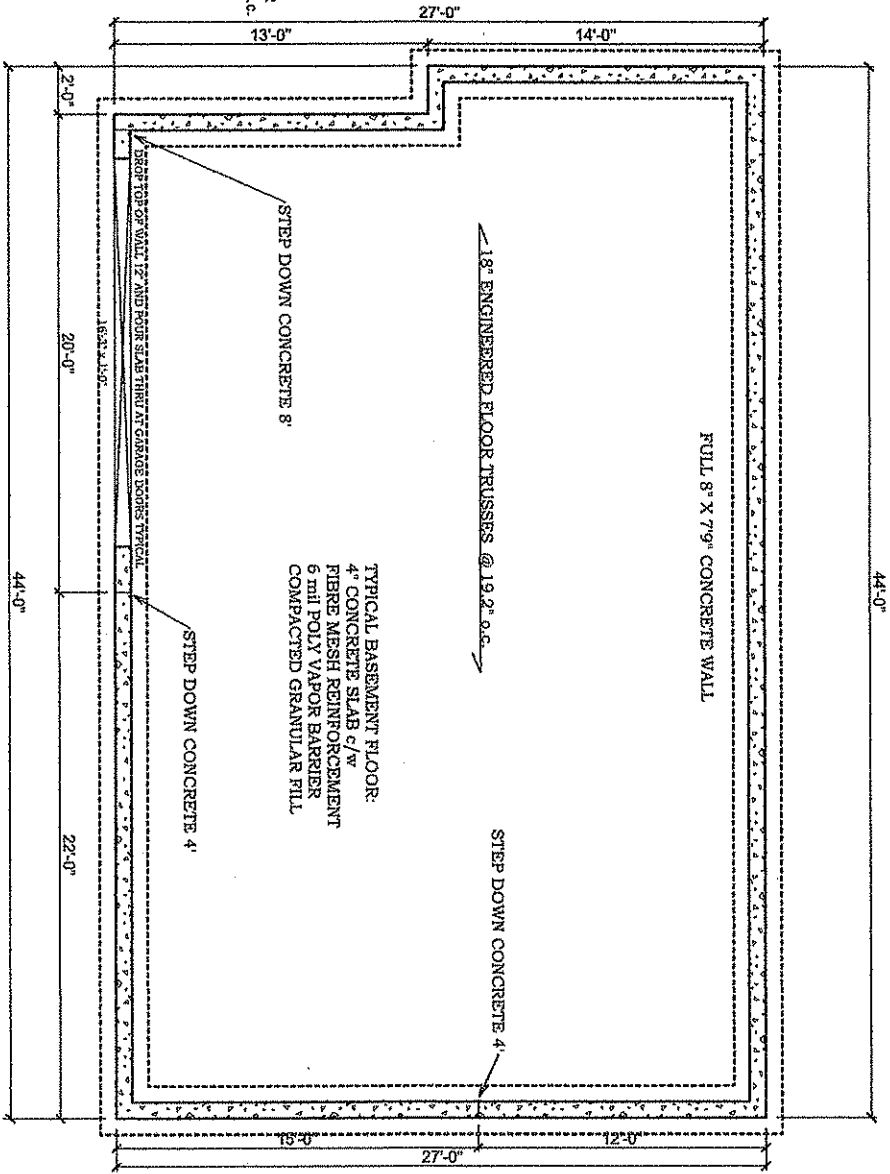 27'-0"
13'-0"
14'-0"
2'-0"
20'-0"
22'-0"
44'-0"
44'-0"
15'-0
12'-0"
27'-0"
FULL 8" X 7'9" CONCRETE WALL
18" ENGINEERED FLOOR TRUSSES @ 19.2" o.c.
STEP DOWN CONCRETE 8'
STEP DOWN CONCRETE 4'
STEP DOWN CONCRETE 4'
TYPICAL BASEMENT FLOOR:
4" CONCRETE SLAB c/w
FIBRE MESH REINFORCEMENT
6 mil POLY VAPOR BARRIER
COMPACTED GRANULAR FILL
DROP TOP OF WALL 12" AND POUR SLAB THRU AT GARAGE DOORS TYPICAL